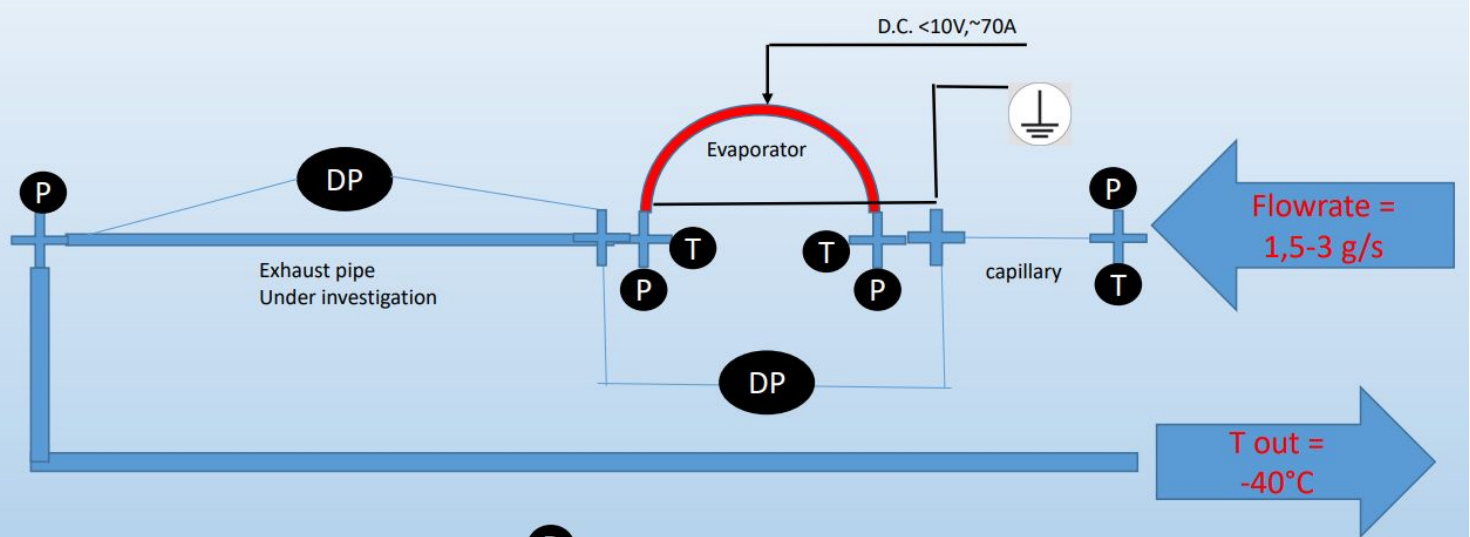 D.C. <10V,~70A
Evaporator
DP
P
P
Flowrate =
1,5-3 g/s
T
T
Exhaust pipe
Under investigation
capillary
P
P
T
DP
T out =
-40°C